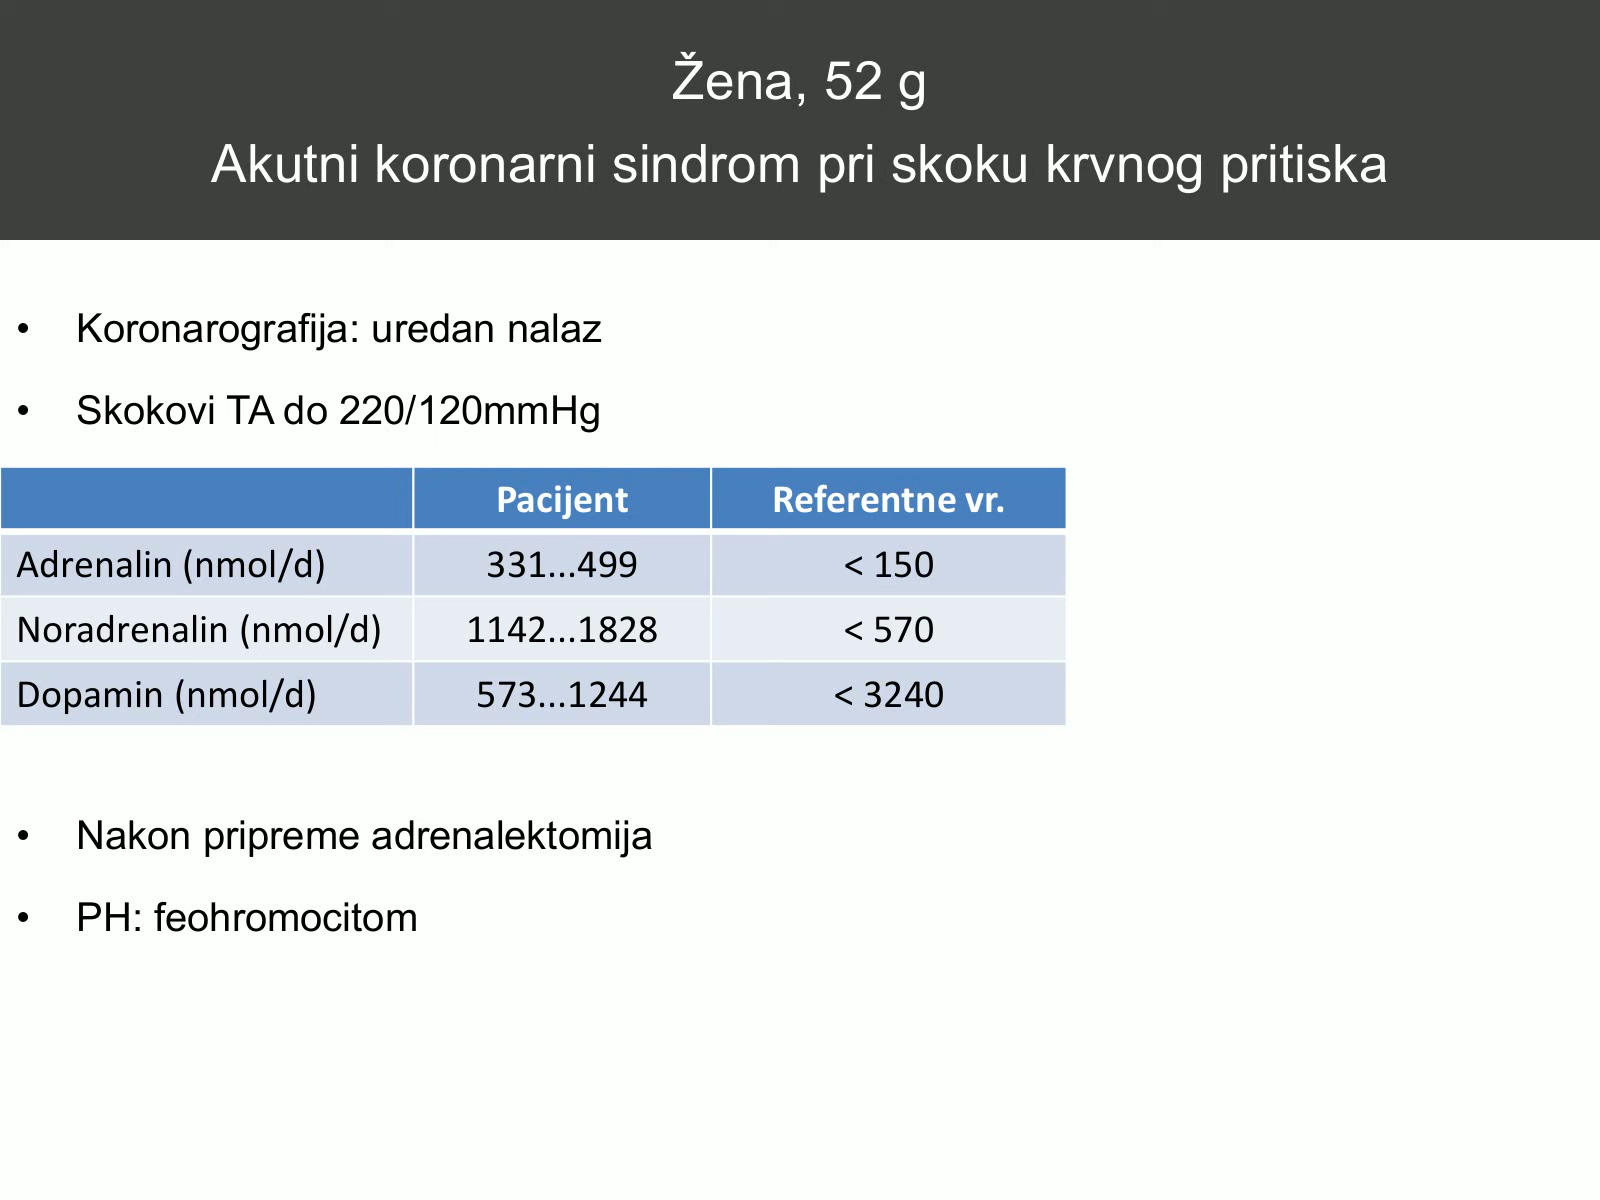 Žena, 52 g
Akutni koronarni sindrom pri skoku krvnog pritiska
• Koronarografija: uredan nalaz
• Skokovi TA do 220/120mmHg
Pacijent Referentne vr.
Adrenalin (nmol/d) 331...499 < 150
Noradrenalin (nmol/d) 1142...1828 < 570
Dopamin (nmol/d) 573...1244 < 3240
• Nakon pripreme adrenalektomija
• PH: feohromocitom